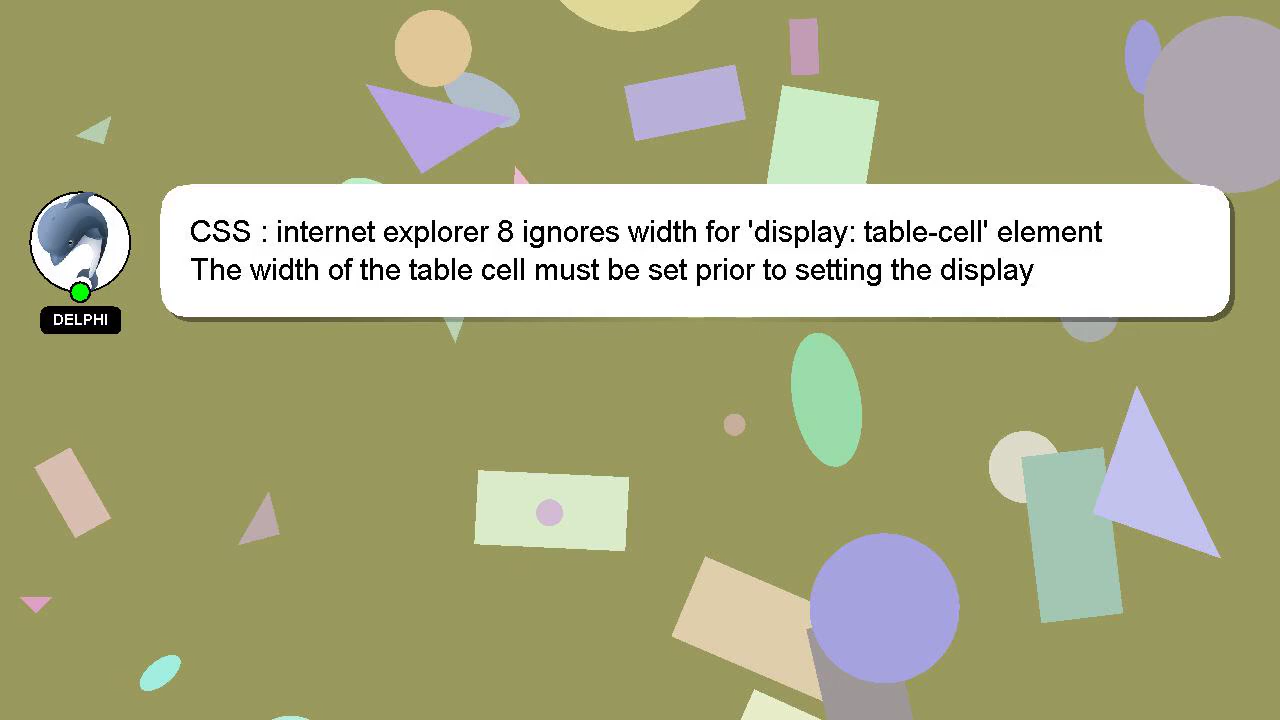 CSS : internet explorer 8 ignores width for 'display: table-cell' element
The width of the table cell must be set prior to setting the display
DELPHI